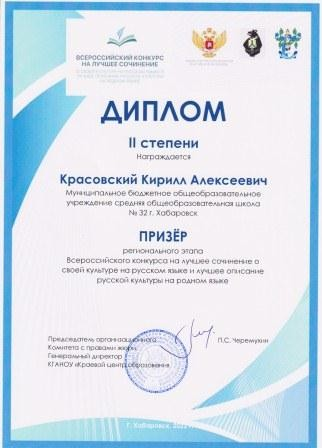 ВСЕРОССИЙСКИЙ КОНКУРС
НА ЛУЧШЕЕ СОЧИНЕНИЕ
ДИПЛОМ
II степени
Награждается
Красовский Кирилл Алексеевич
Муниципальное бюджетное общеобразовательное
учреждение средняя общеобразовательная школа
№ 32 г. Хабаровск
ПРИЗЁР
регионального этапа
Всероссийского конкурса на лучшее сочинение о
своей культуре на русском языке и лучшее описание
русской культуры на родном языке
Председатель организационного
Комитета с правами жюри,
Генеральный директор
КГАНОУ «Краевой центр образования»
П.С. Черемухин
г. Хабаровск,